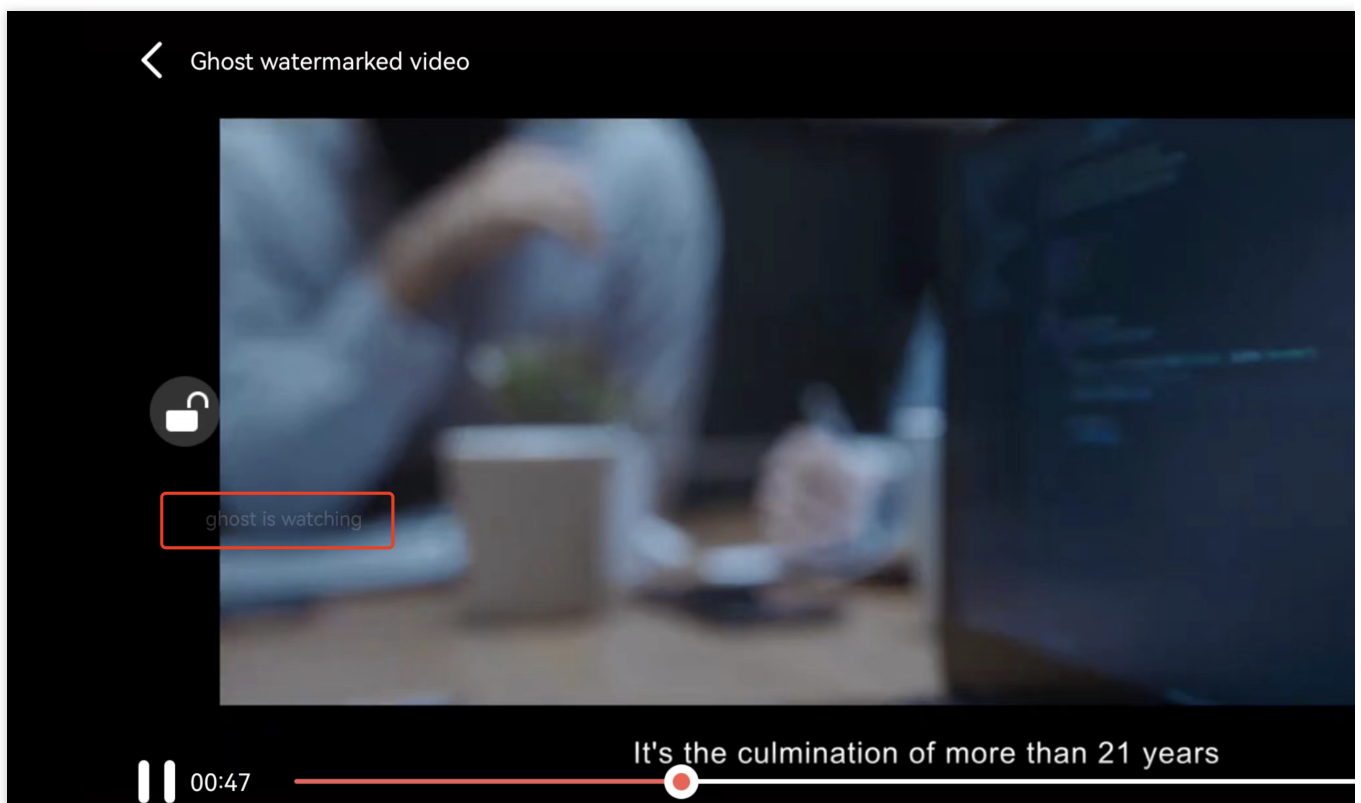 Ghost watermarked video
ghost is watching
It's the culmination of more than 21 years
00:47